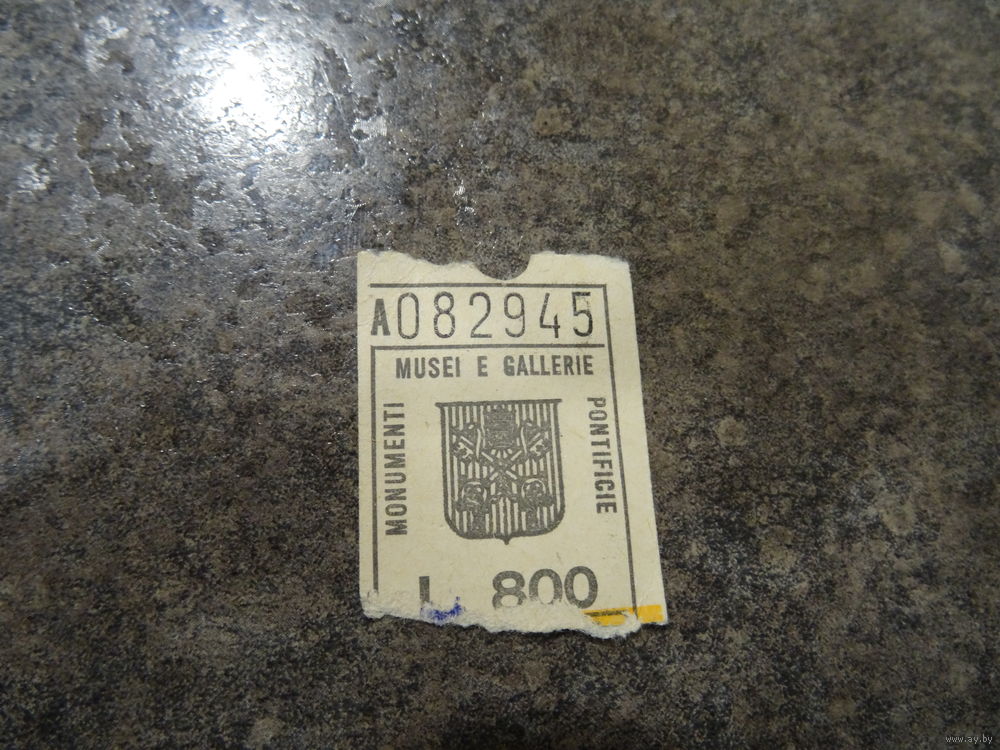 A082945
MUSEI E GALLERIE
MONUMENTI
PONTIFICIE
L. 800
www.ay.by